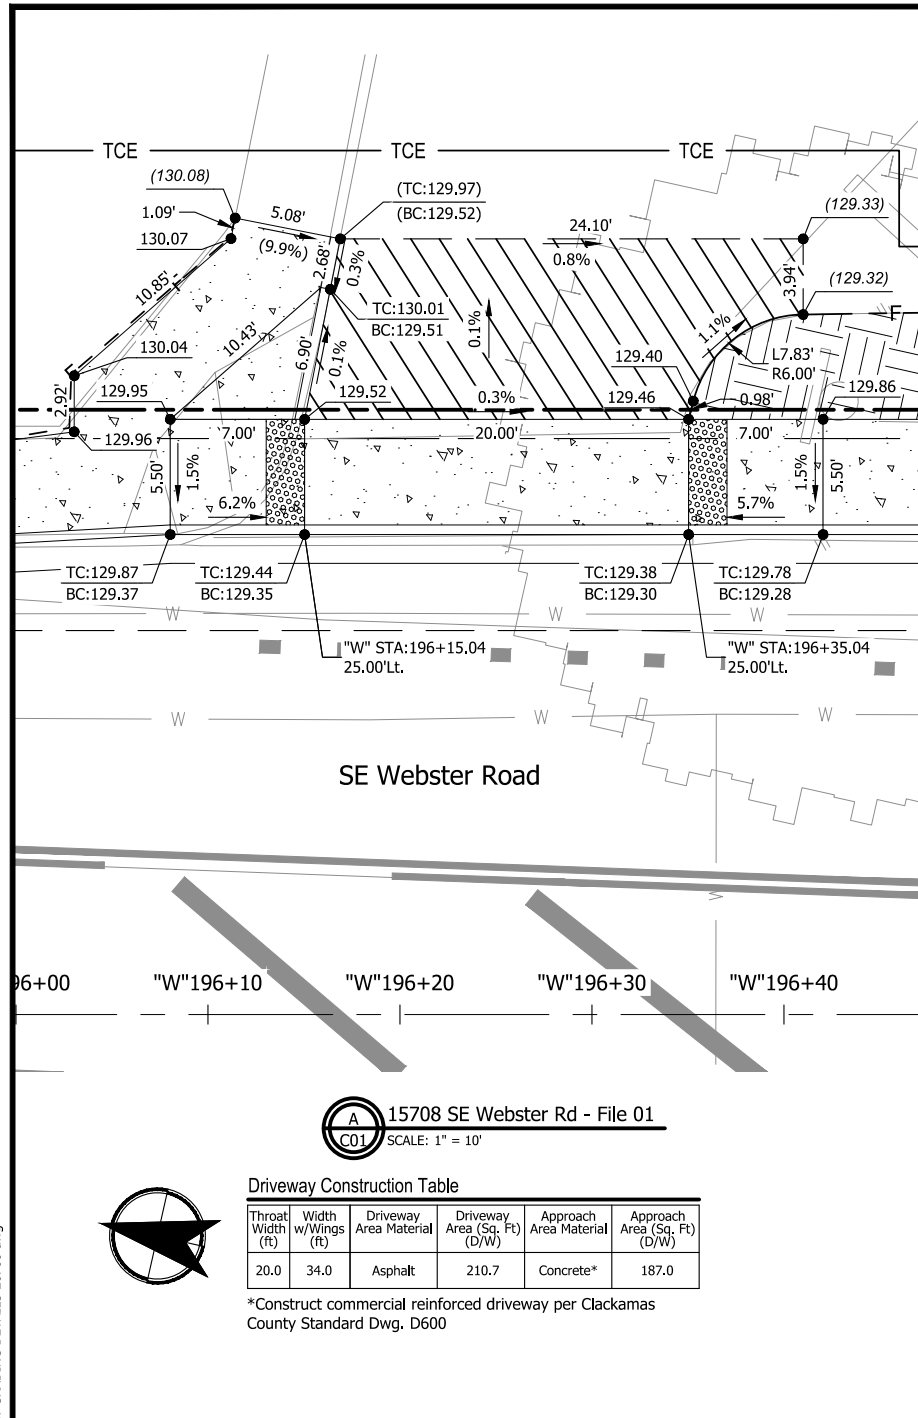 TCE TCE TCE
(130.08)
1.09'
130.07
5.08'
(9.9%)
(TC:129.97)
(BC:129.52)
24.10'
0.8%
(129.33)
3.94'
(129.32)
2.68'
0.3%
10.85'
10.43'
6.90'
0.1%
TC:130.01
BC:129.51
0.1%
1.1%
L7.83'
R6.00'
F
130.04
129.95
2.92'
129.96
129.52
0.3%
129.40
129.46
0.98'
129.86
7.00' 20.00' 7.00'
5.50'
1.5%
6.2%
5.7%
1.5%
5.50'
TC:129.87
BC:129.37
TC:129.44
BC:129.35
TC:129.38
BC:129.30
TC:129.78
BC:129.28
W W W
"W" STA:196+15.04
25.00'Lt.
"W" STA:196+35.04
25.00'Lt.
W W W
SE Webster Road
96+00 "W"196+10 "W"196+20 "W"196+30 "W"196+40
A
C01
15708 SE Webster Rd - File 01
SCALE: 1" = 10'
Driveway Construction Table
Throat Width (ft) | Width w/Wings (ft) | Driveway Area Material | Driveway Area (Sq. Ft) (D/W) | Approach Area Material | Approach Area (Sq. Ft) (D/W)
20.0 | 34.0 | Asphalt | 210.7 | Concrete* | 187.0
*Construct commercial reinforced driveway per Clackamas
County Standard Dwg. D600